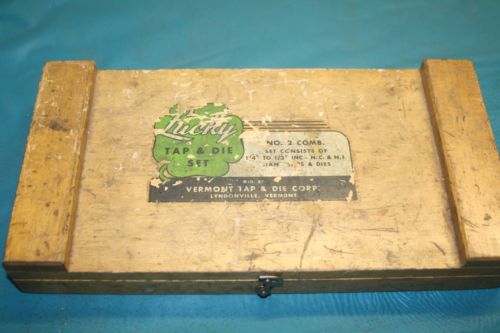 Lucky
TAP & DIE
SET
NO. 2 COMB.
SET CONSISTS OF
1/4" TO 1/2" INC - N.C. & N.F.
& DIES
MFD. BY
VERMONT TAP & DIE CORP.
LYNDONVILLE, VERMONT